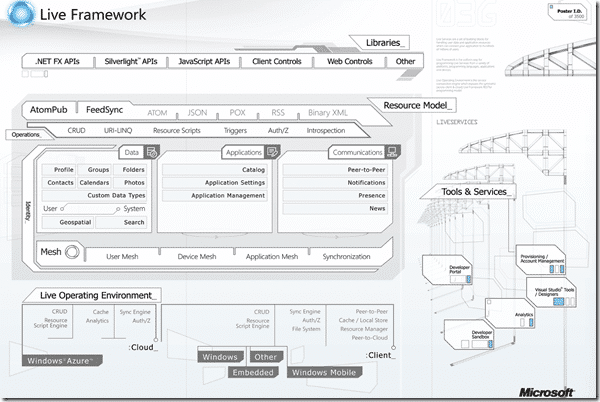 Live Framework
Poster I.D.
of 3500
Libraries_
.NET FX APIs Silverlight™ APIs JavaScript APIs Client Controls Web Controls Other
AtomPub FeedSync ATOM JSON POX RSS Binary XML
Resource Model_
Operations_ CRUD URI-LINQ Resource Scripts Triggers Auth/Z Introspection
LIVESERVICES
Identity_
Data
Profile Groups Folders
Contacts Calendars Photos
Custom Data Types
User System
Geospatial Search
Applications
Catalog
Application Settings
Application Management
Communications
Peer-to-Peer
Notifications
Presence
News
Mesh User Mesh Device Mesh Application Mesh Synchronization
Tools & Services_
Developer
Portal
Provisioning /
Account Management
Visual Studio® Tools
/ Designers
Analytics
Developer
Sandbox
Live Operating Environment_
CRUD
Resource
Script Engine
Cache
Analytics
Sync Engine
Auth/Z
:Cloud_
Windows Azure™
CRUD
Resource
Script Engine
Sync Engine
Auth/Z
File System
Peer-to-Peer
Cache / Local Store
Resource Manager
Peer-to-Cloud
:Client_
Windows Other
Embedded Windows Mobile
Microsoft